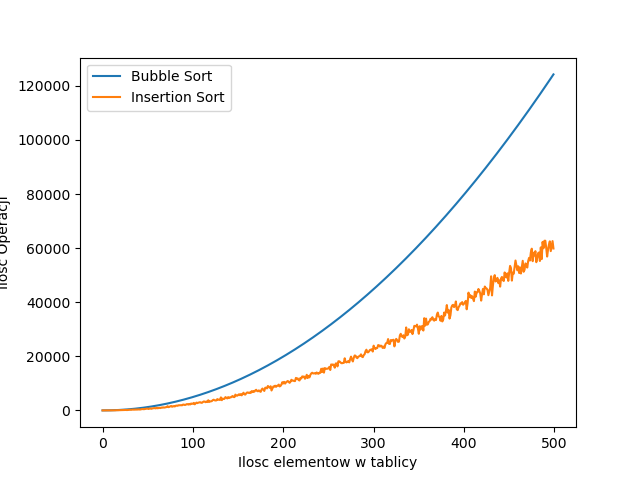 Bubble Sort
Insertion Sort
120000
100000
80000
60000
40000
20000
0
Ilosc Operacji
0 100 200 300 400 500
Ilosc elementow w tablicy